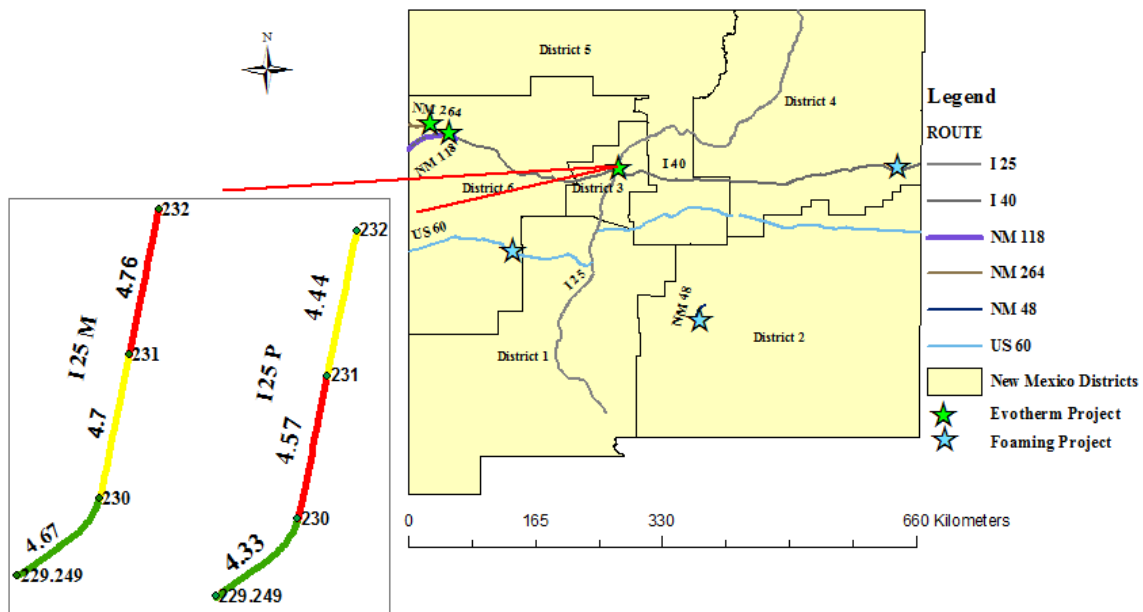 N
District 5
District 4
NM 264
NM 118
I 40
District 6
District 3
US 60
I 25
NM 48
District 2
District 1
Legend
ROUTE
I 25
I 40
NM 118
NM 264
NM 48
US 60
New Mexico Districts
Evotherm Project
Foaming Project
0 165 330 660 Kilometers
232
4.76
I 25 M
231
4.7
230
4.67
229.249
232
4.44
I 25 P
231
4.57
230
4.33
229.249